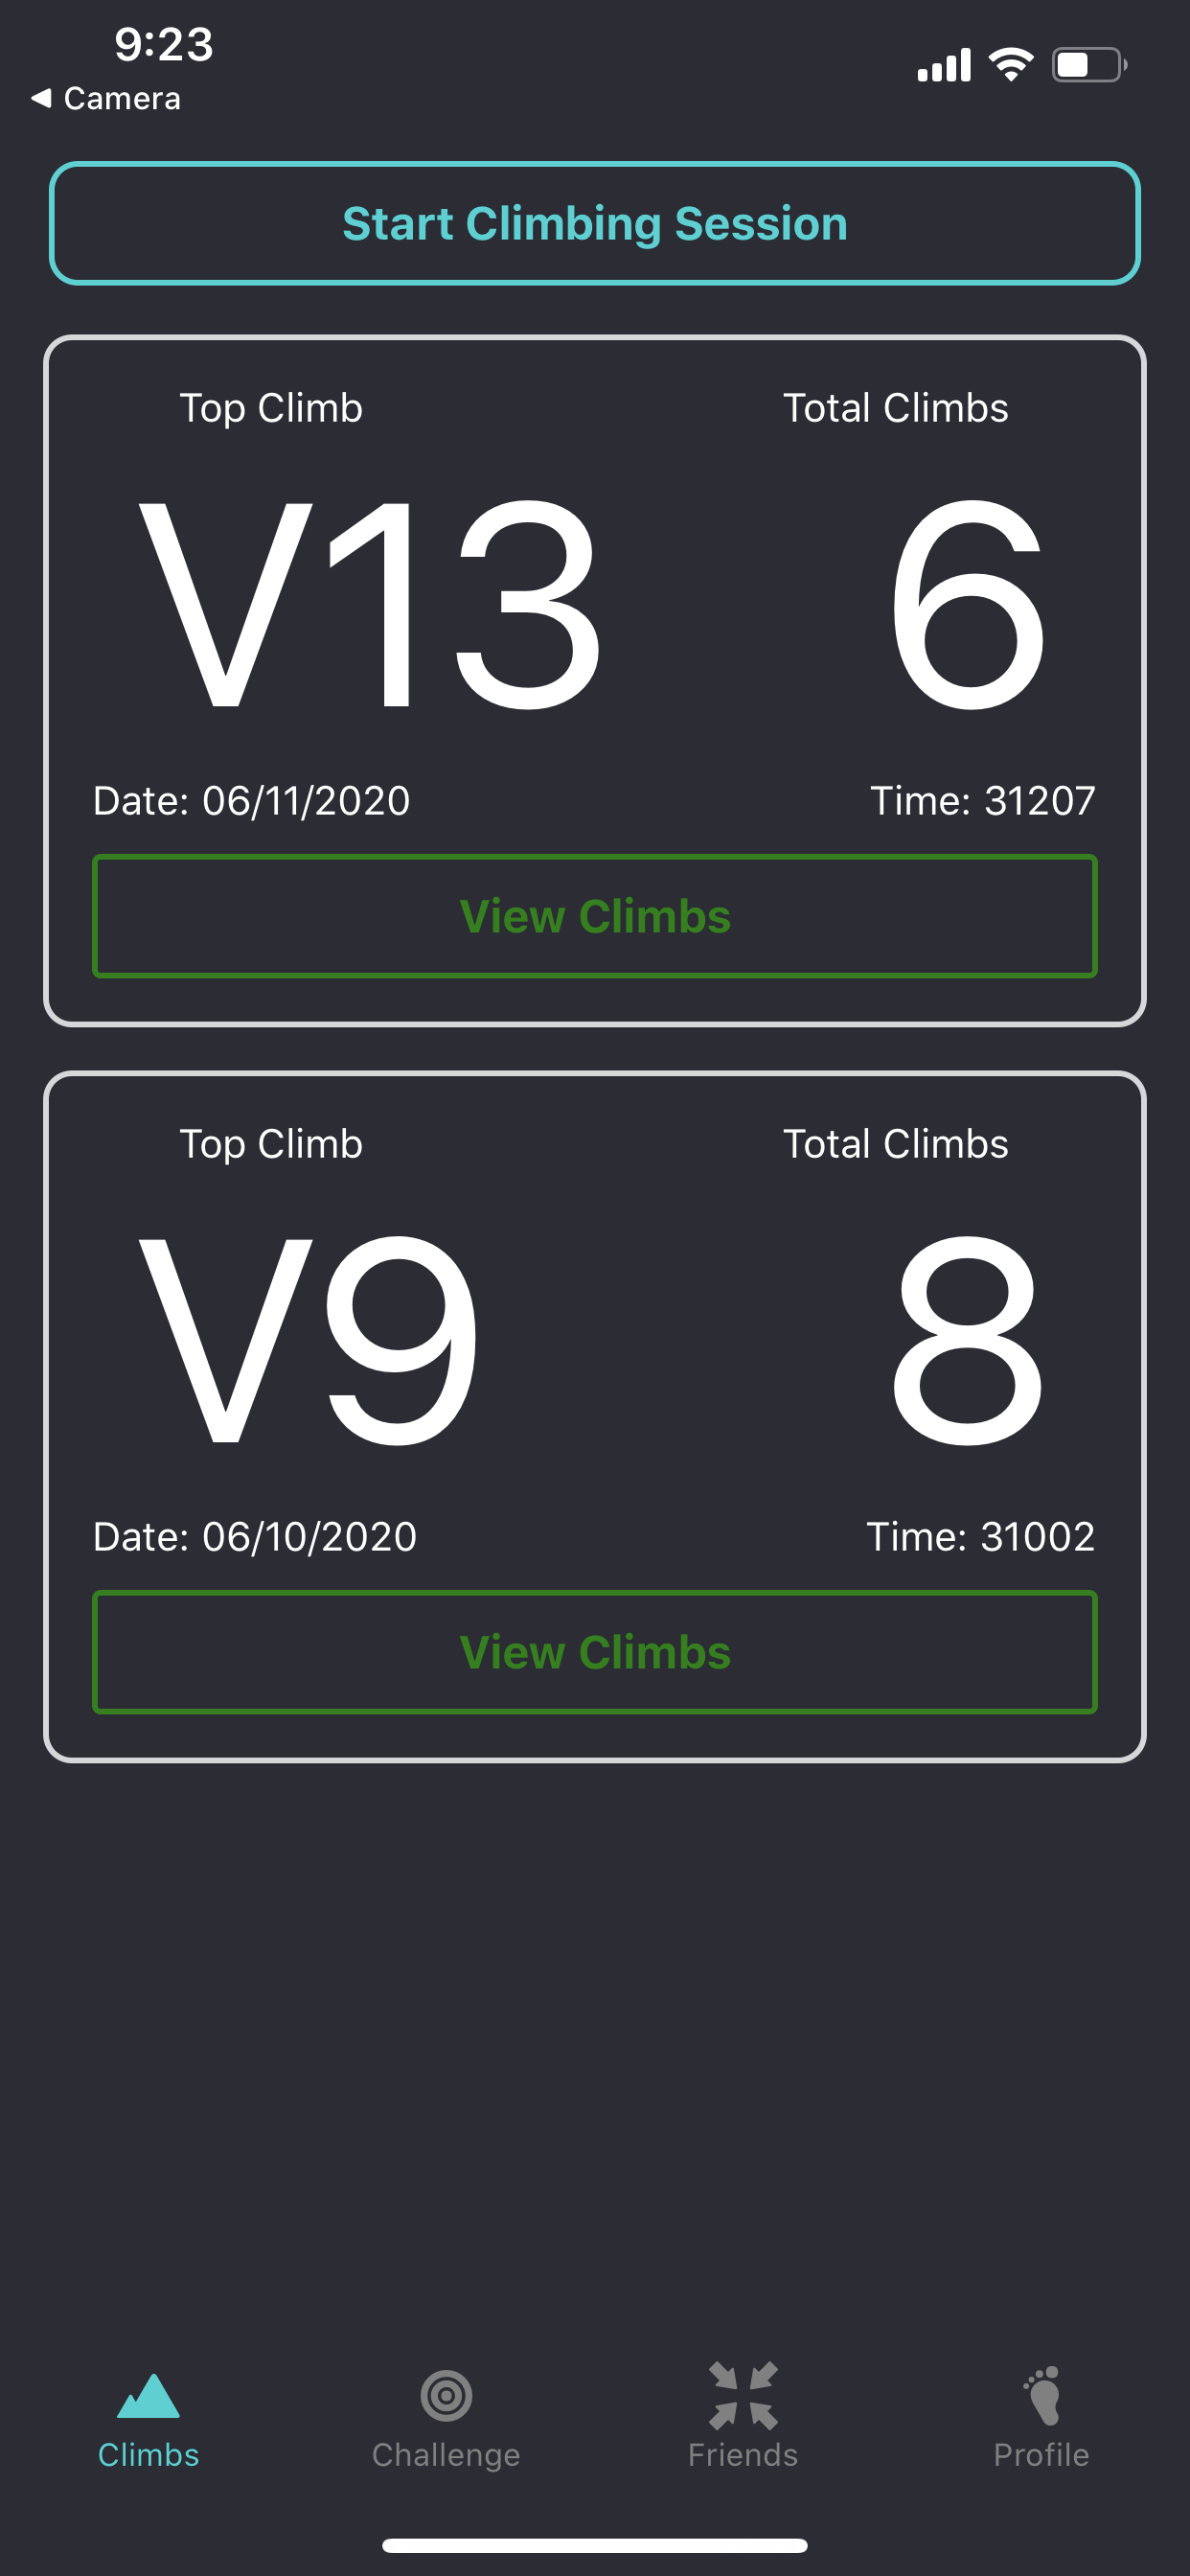 9:23
Camera
Start Climbing Session
Top Climb Total Climbs
V13 6
Date: 06/11/2020 Time: 31207
View Climbs
Top Climb Total Climbs
V9 8
Date: 06/10/2020 Time: 31002
View Climbs
Climbs Challenge Friends Profile